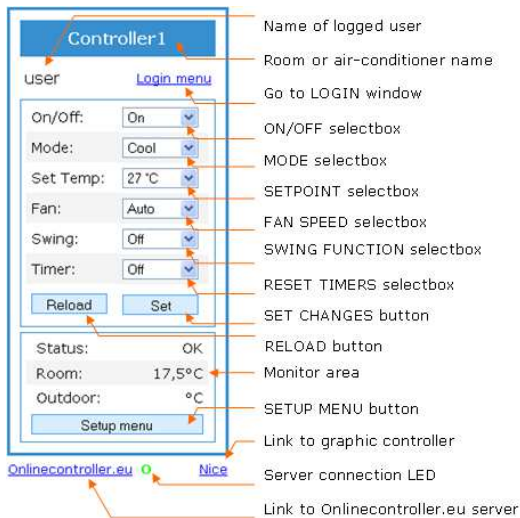 Controller1
Name of logged user
Room or air-conditioner name
user Login menu
Go to LOGIN window
On/Off: On
ON/OFF selectbox
Mode: Cool
MODE selectbox
Set Temp: 27 °C
SETPOINT selectbox
Fan: Auto
FAN SPEED selectbox
Swing: Off
SWING FUNCTION selectbox
Timer: Off
RESET TIMERS selectbox
Reload Set
SET CHANGES button
Status: OK
RELOAD button
Room: 17,5°C
Monitor area
Outdoor: °C
SETUP MENU button
Setup menu
Link to graphic controller
Onlinecontroller.eu O Nice
Server connection LED
Link to Onlinecontroller.eu server